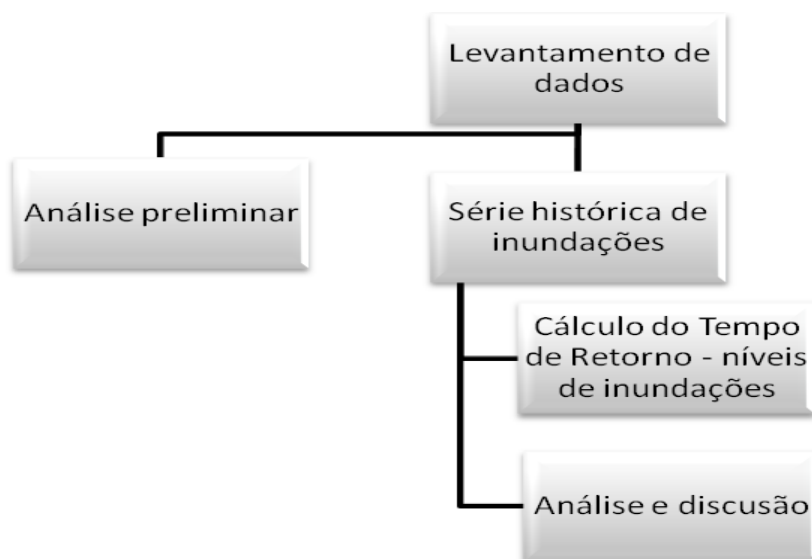 Levantamento de
dados
Análise preliminar
Série histórica de
inundações
Cálculo do Tempo
de Retorno - níveis
de inundações
Análise e discusão